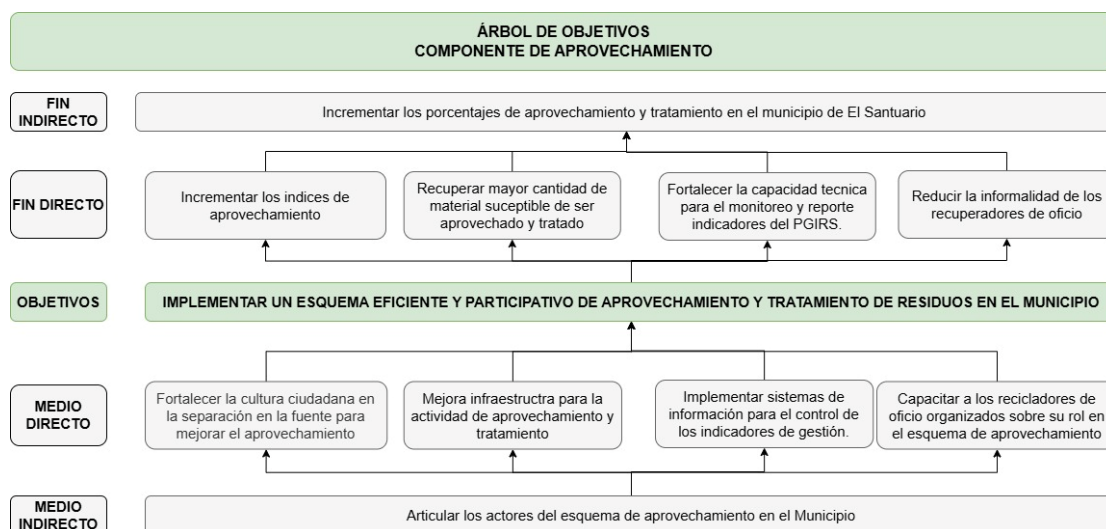 ÁRBOL DE OBJETIVOS
COMPONENTE DE APROVECHAMIENTO
FIN
INDIRECTO
Incrementar los porcentajes de aprovechamiento y tratamiento en el municipio de El Santuario
FIN DIRECTO
Incrementar los indices de
aprovechamiento
Recuperar mayor cantidad de
material suceptible de ser
aprovechado y tratado
Fortalecer la capacidad tecnica
para el monitoreo y reporte
indicadores del PGIRS.
Reducir la informalidad de los
recuperadores de oficio
OBJETIVOS
IMPLEMENTAR UN ESQUEMA EFICIENTE Y PARTICIPATIVO DE APROVECHAMIENTO Y TRATAMIENTO DE RESIDUOS EN EL MUNICIPIO
MEDIO
DIRECTO
Fortalecer la cultura ciudadana en
la separación en la fuente para
mejorar el aprovechamiento
Mejora infraestructra para la
actividad de aprovechamiento y
tratamiento
Implementar sistemas de
información para el control de
los indicadores de gestión.
Capacitar a los recicladores de
oficio organizados sobre su rol en
el esquema de aprovechamiento
MEDIO
INDIRECTO
Articular los actores del esquema de aprovechamiento en el Municipio